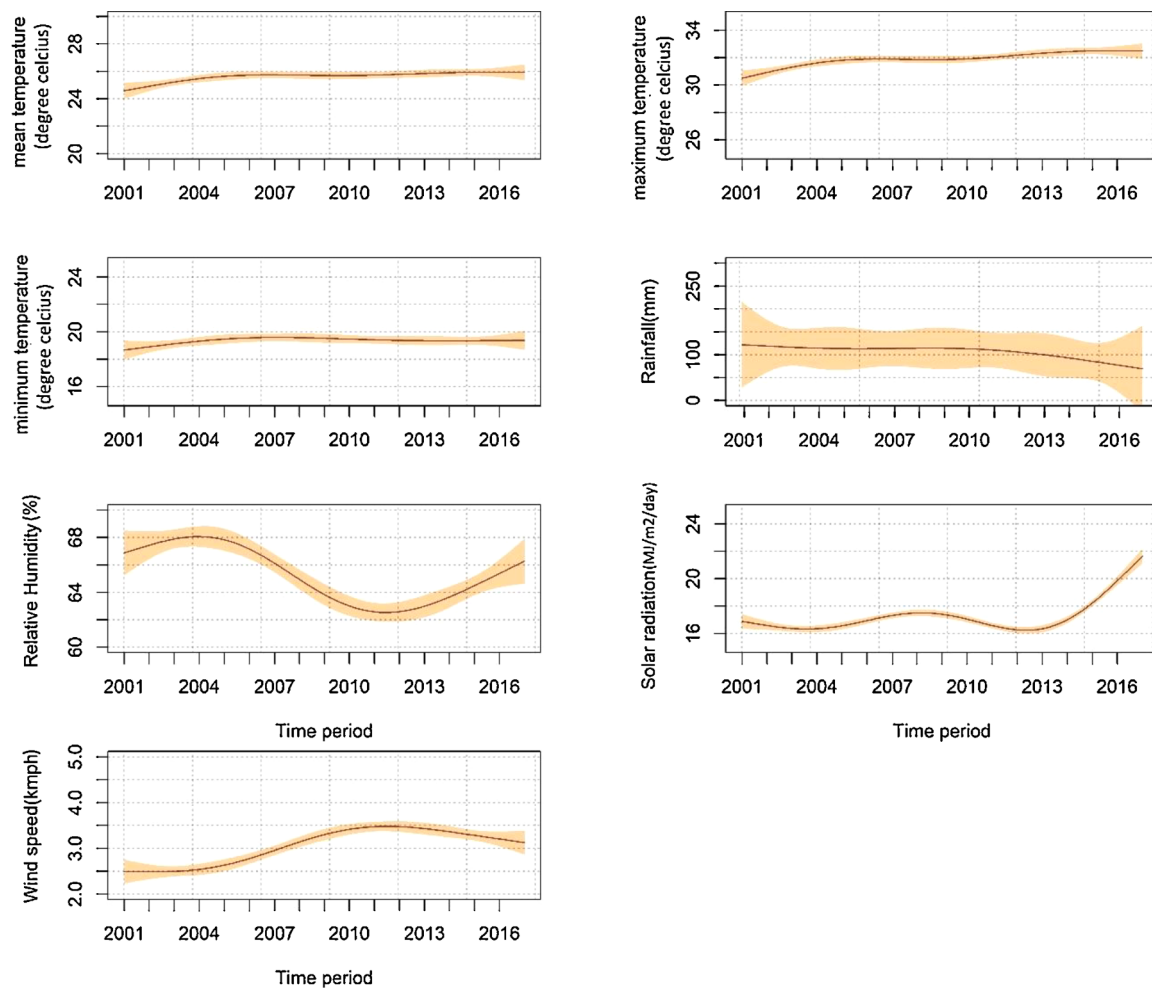 mean temperature
(degree celcius)
28
24
20
2001 2004 2007 2010 2013 2016
maximum temperature
(degree celcius)
34
30
26
2001 2004 2007 2010 2013 2016
minimum temperature
(degree celcius)
24
20
16
2001 2004 2007 2010 2013 2016
Rainfall(mm)
250
100
0
2001 2004 2007 2010 2013 2016
Relative Humidity(%)
68
64
60
2001 2004 2007 2010 2013 2016
Time period
Solar radiation(MJ/m2/day)
24
20
16
2001 2004 2007 2010 2013 2016
Time period
Wind speed(kmph)
5.0
4.0
3.0
2.0
2001 2004 2007 2010 2013 2016
Time period